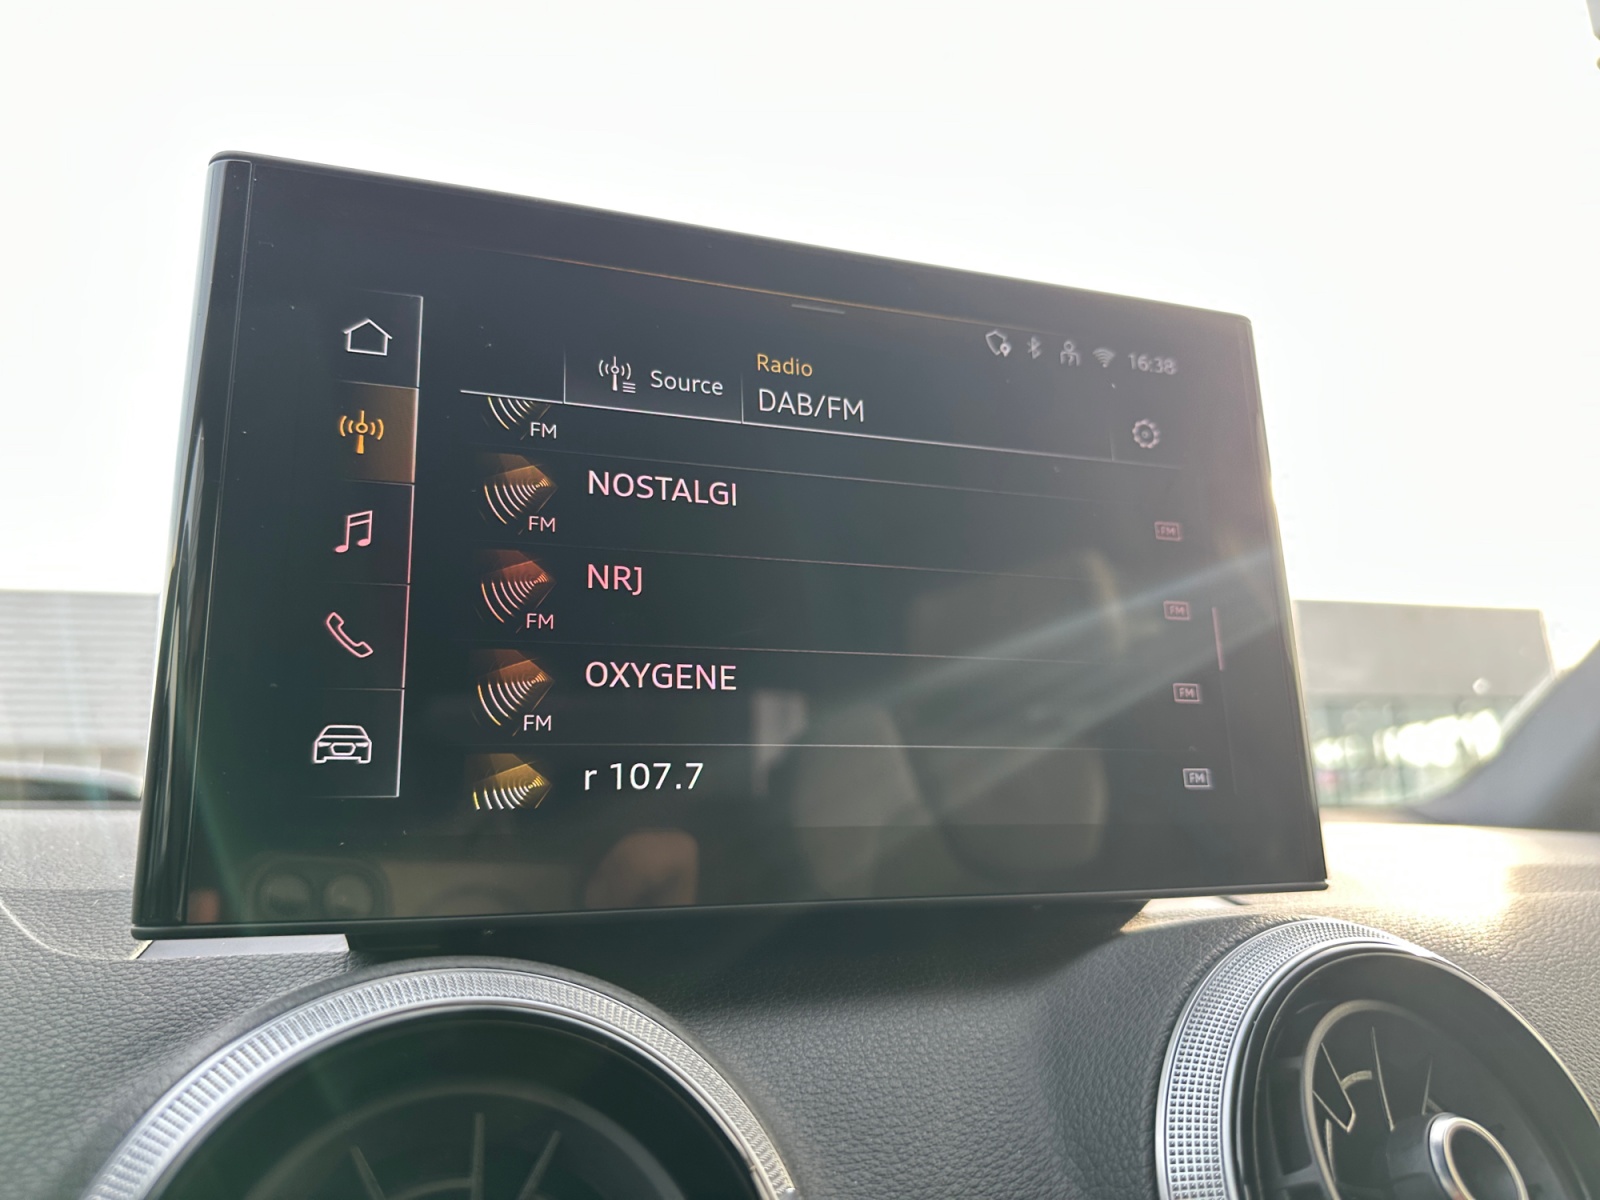 16:38
Radio
Source
DAB/FM
FM
NOSTALGI
FM
FM
NRJ
FM
FM
OXYGENE
FM
FM
r 107.7
FM